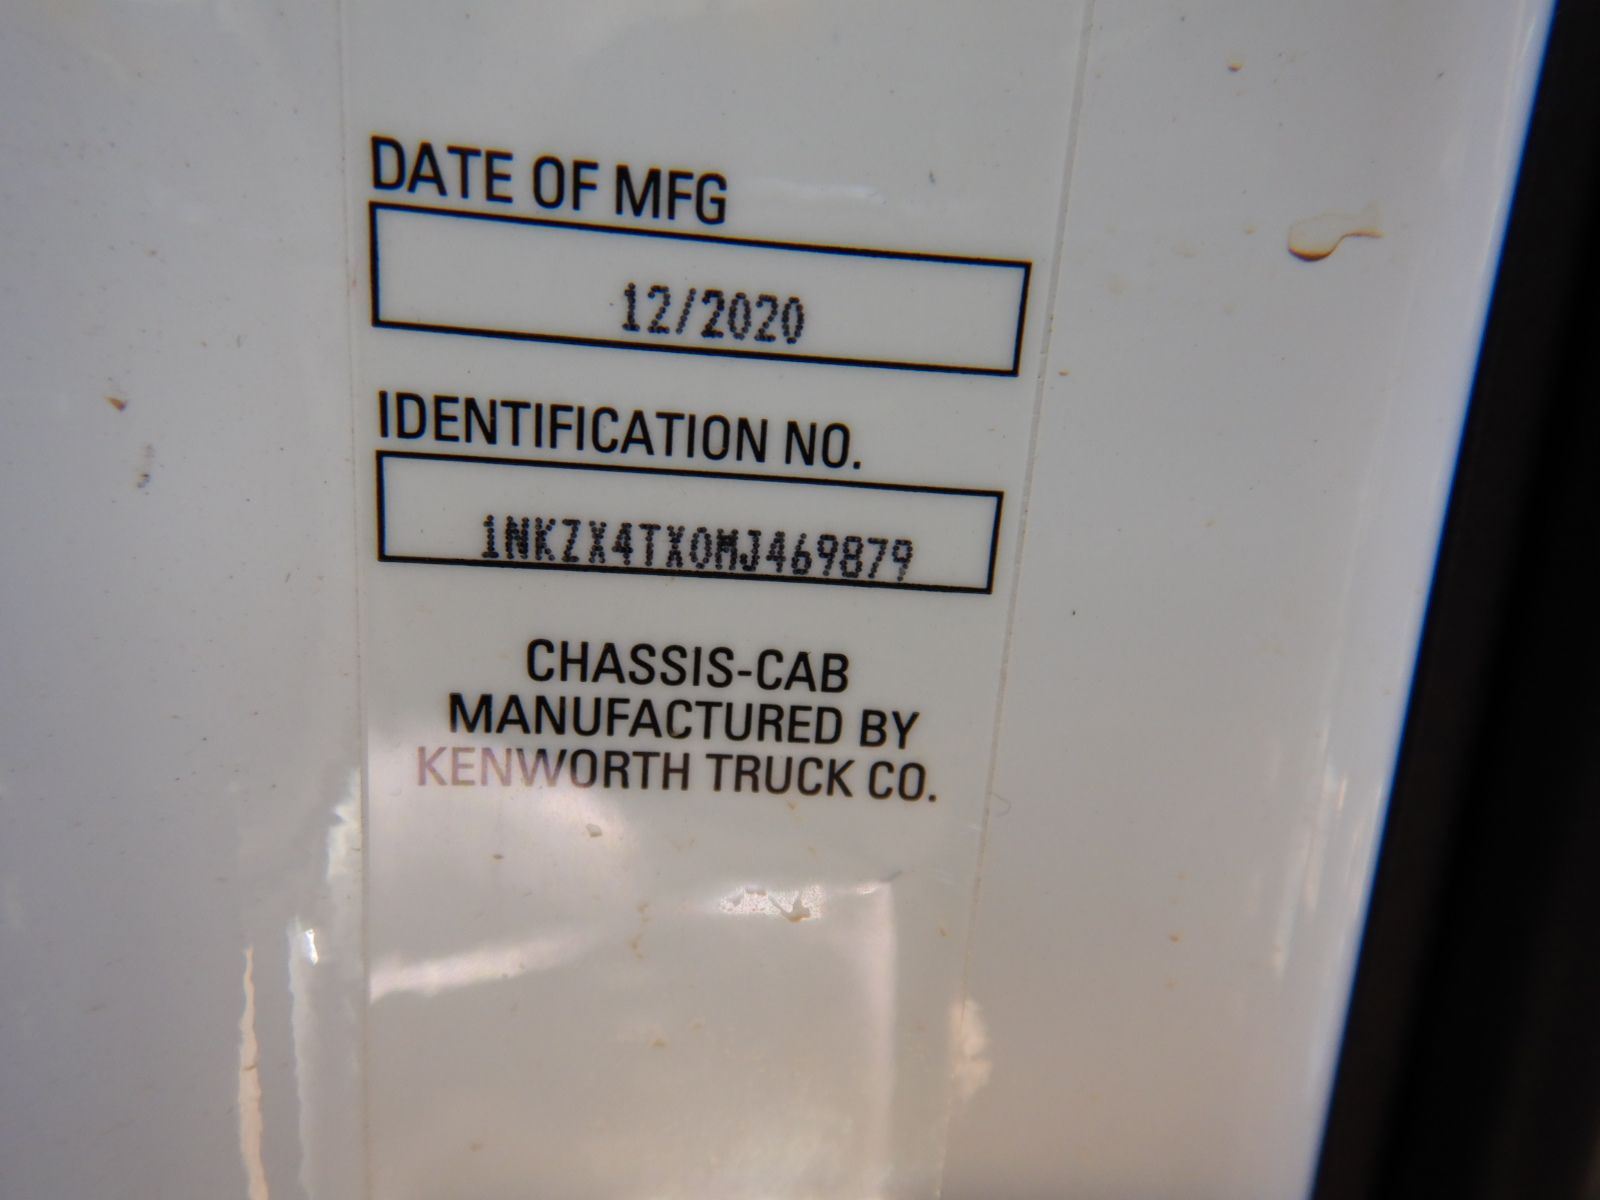 DATE OF MFG
12/2020
IDENTIFICATION NO.
1NKZX4TX0MJ469879
CHASSIS-CAB
MANUFACTURED BY
KENWORTH TRUCK CO.